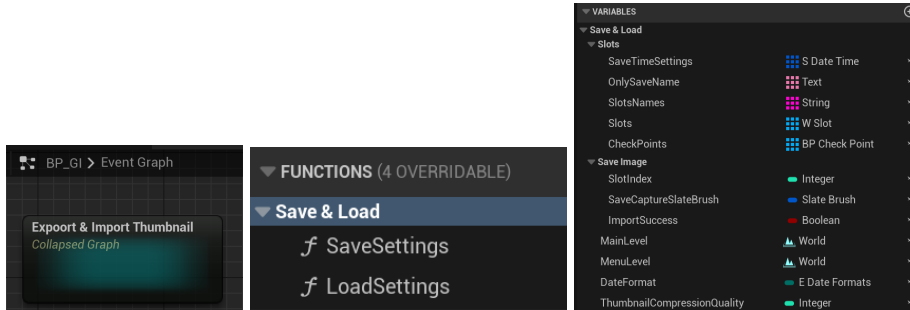 BP_GI > Event Graph
Expoort & Import Thumbnail
Collapsed Graph
FUNCTIONS (4 OVERRIDABLE)
Save & Load
SaveSettings
LoadSettings
VARIABLES
Save & Load
Slots
SaveTimeSettings S Date Time
OnlySaveName Text
SlotsNames String
Slots W Slot
CheckPoints BP Check Point
Save Image
SlotIndex Integer
SaveCaptureSlateBrush Slate Brush
ImportSuccess Boolean
MainLevel World
MenuLevel World
DateFormat E Date Formats
ThumbnailCompressionQuality Integer